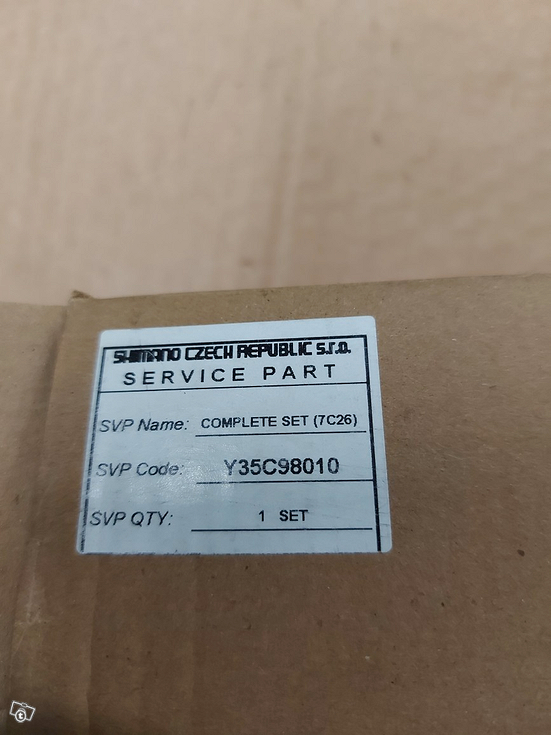 SHIMANO CZECH REPUBLIC s.r.o.
SERVICE PART
SVP Name: COMPLETE SET (7C26)
SVP Code: Y35C98010
SVP QTY: 1 SET
t